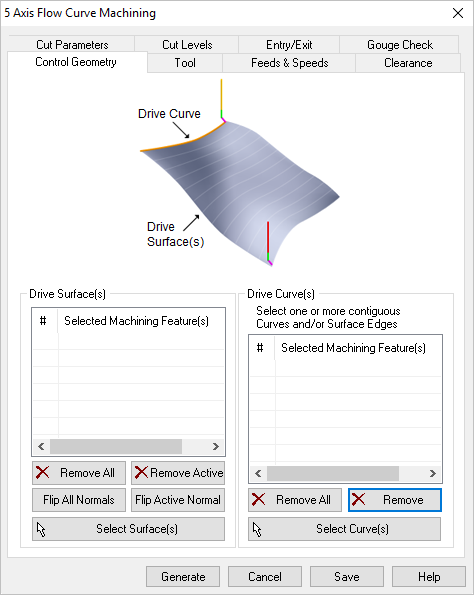 5 Axis Flow Curve Machining
Cut Parameters
Cut Levels
Entry/Exit
Gouge Check
Control Geometry
Tool
Feeds & Speeds
Clearance
Drive Curve
Drive
Surface(s)
Drive Surface(s)
# Selected Machining Feature(s)
Remove All
Remove Active
Flip All Normals
Flip Active Normal
Select Surface(s)
Drive Curve(s)
Select one or more contiguous
Curves and/or Surface Edges
# Selected Machining Feature(s)
Remove All
Remove
Select Curve(s)
Generate
Cancel
Save
Help